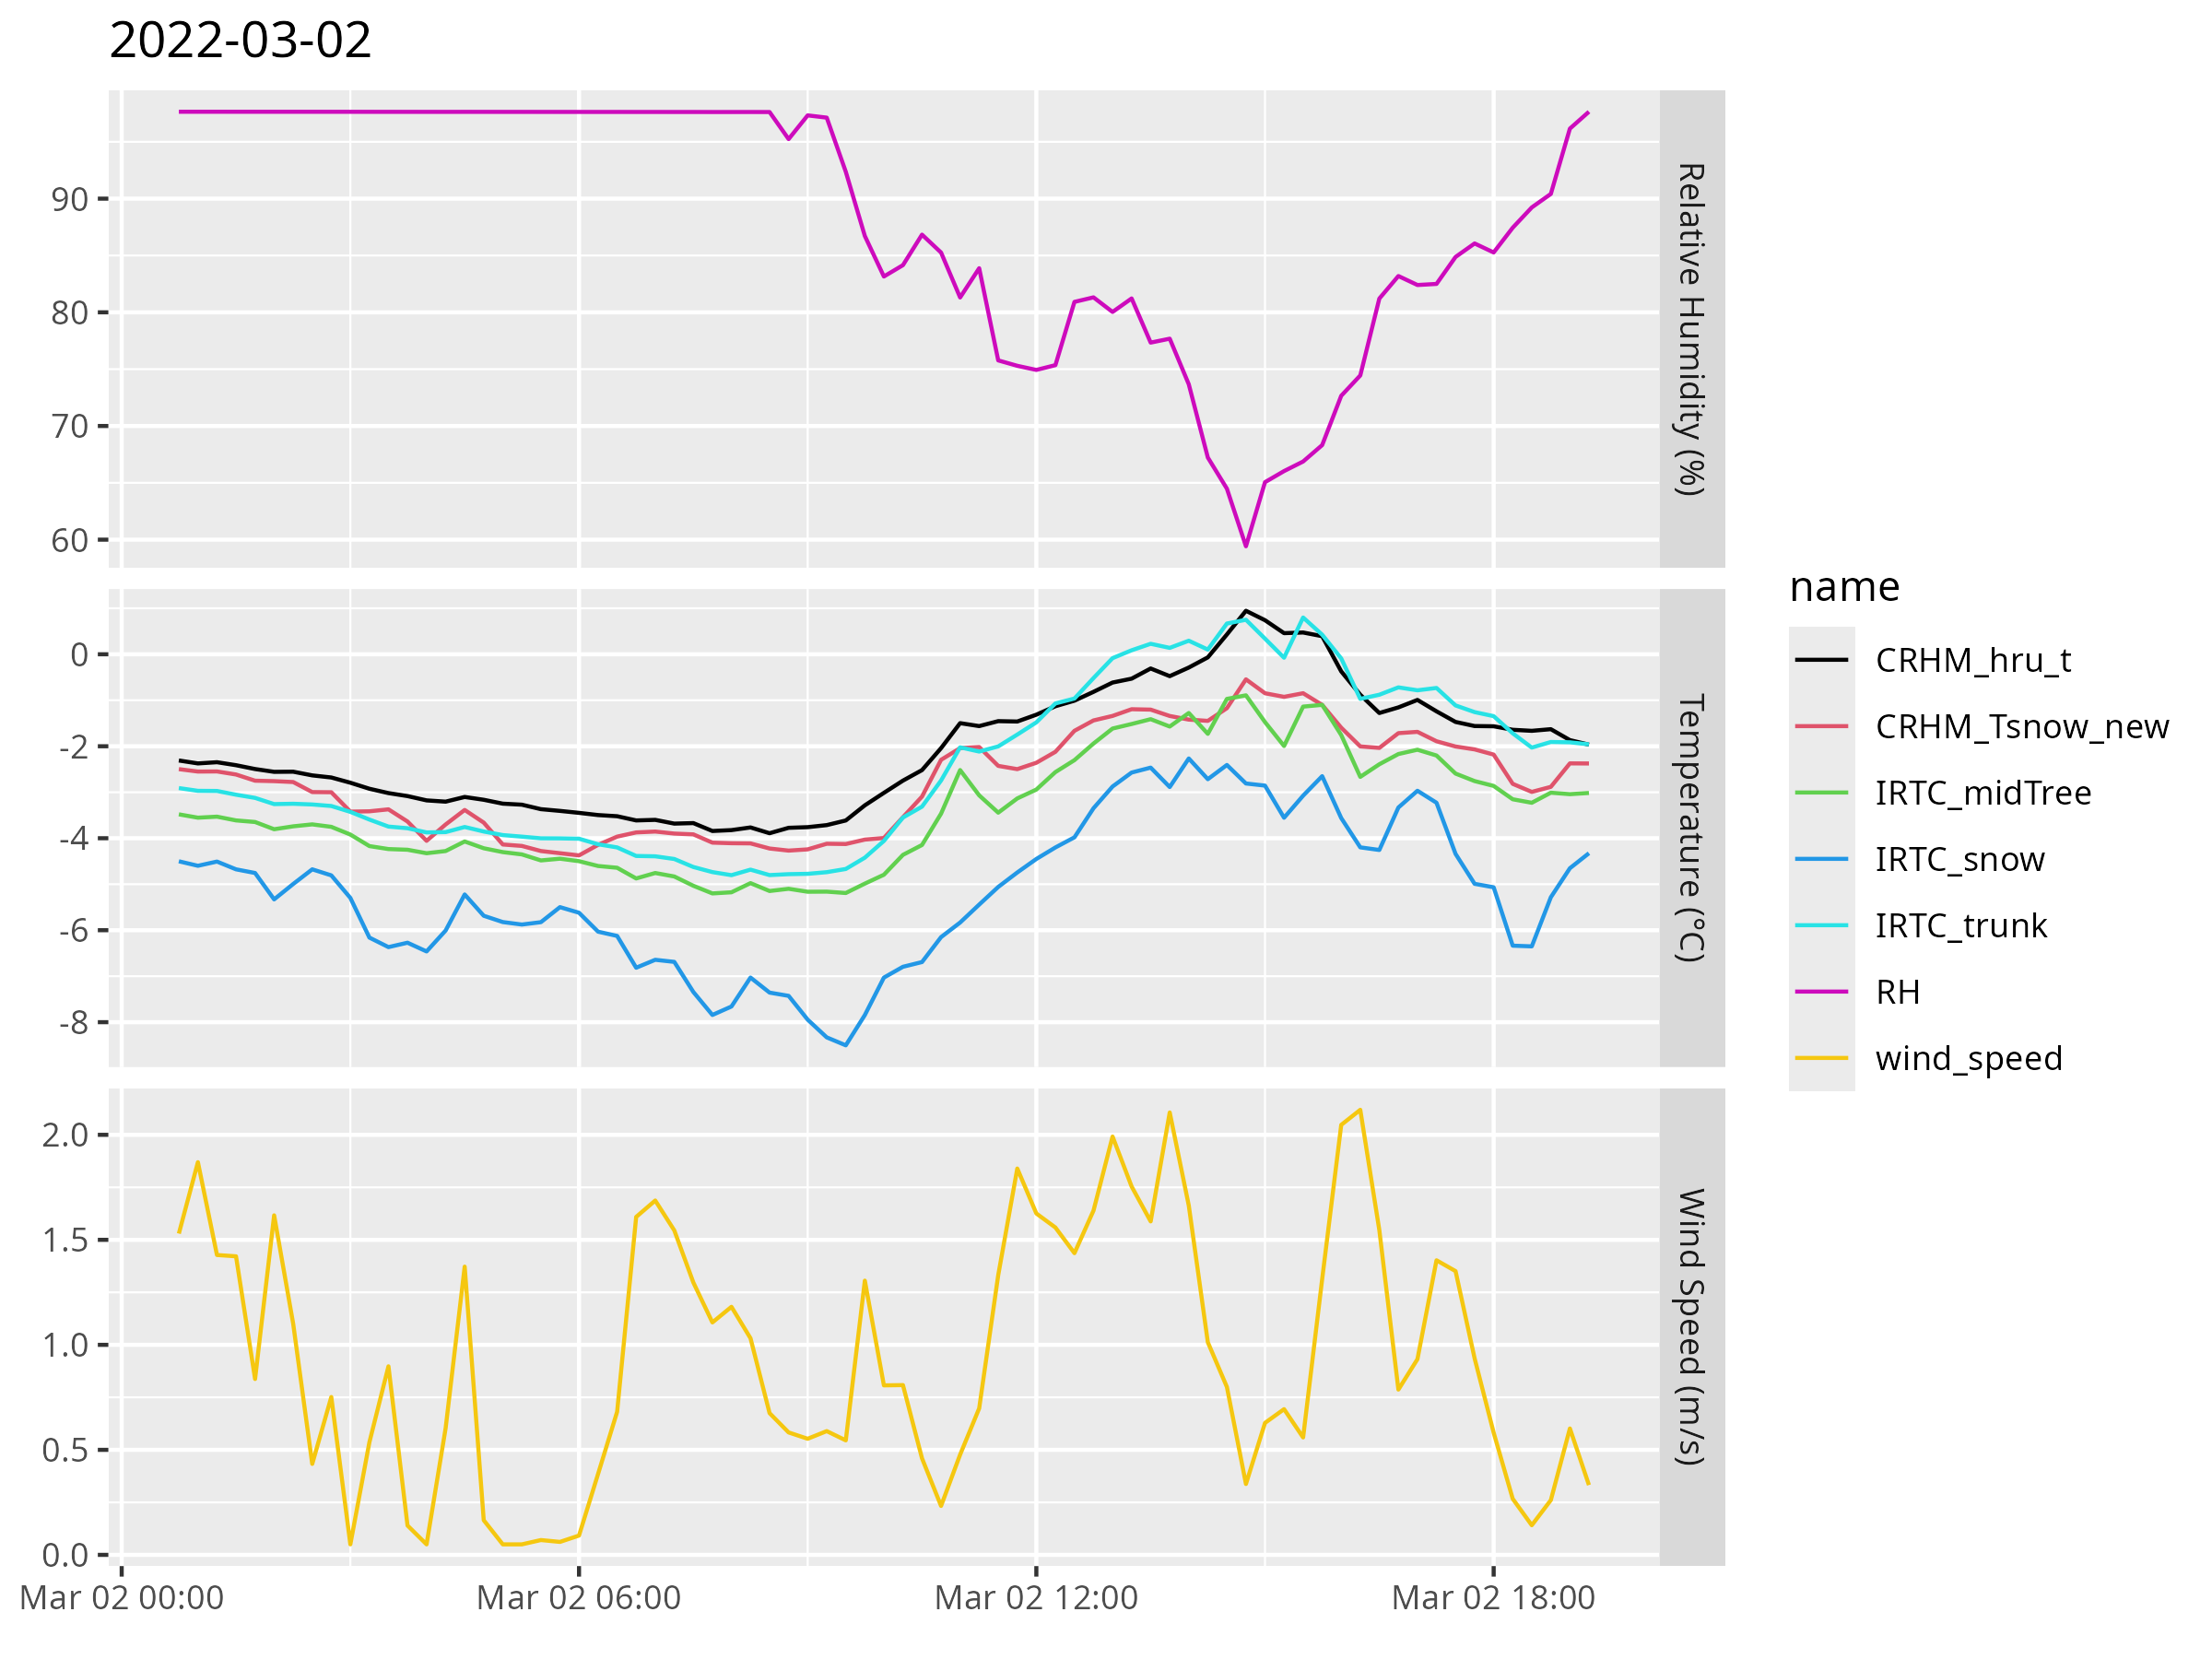 2022-03-02
90
80
70
60
Relative Humidity (%)
0
-2
-4
-6
-8
Temperature (°C)
2.0
1.5
1.0
0.5
0.0
Wind Speed (m/s)
Mar 02 00:00
Mar 02 06:00
Mar 02 12:00
Mar 02 18:00
name
CRHM_hru_t
CRHM_Tsnow_new
IRTC_midTree
IRTC_snow
IRTC_trunk
RH
wind_speed